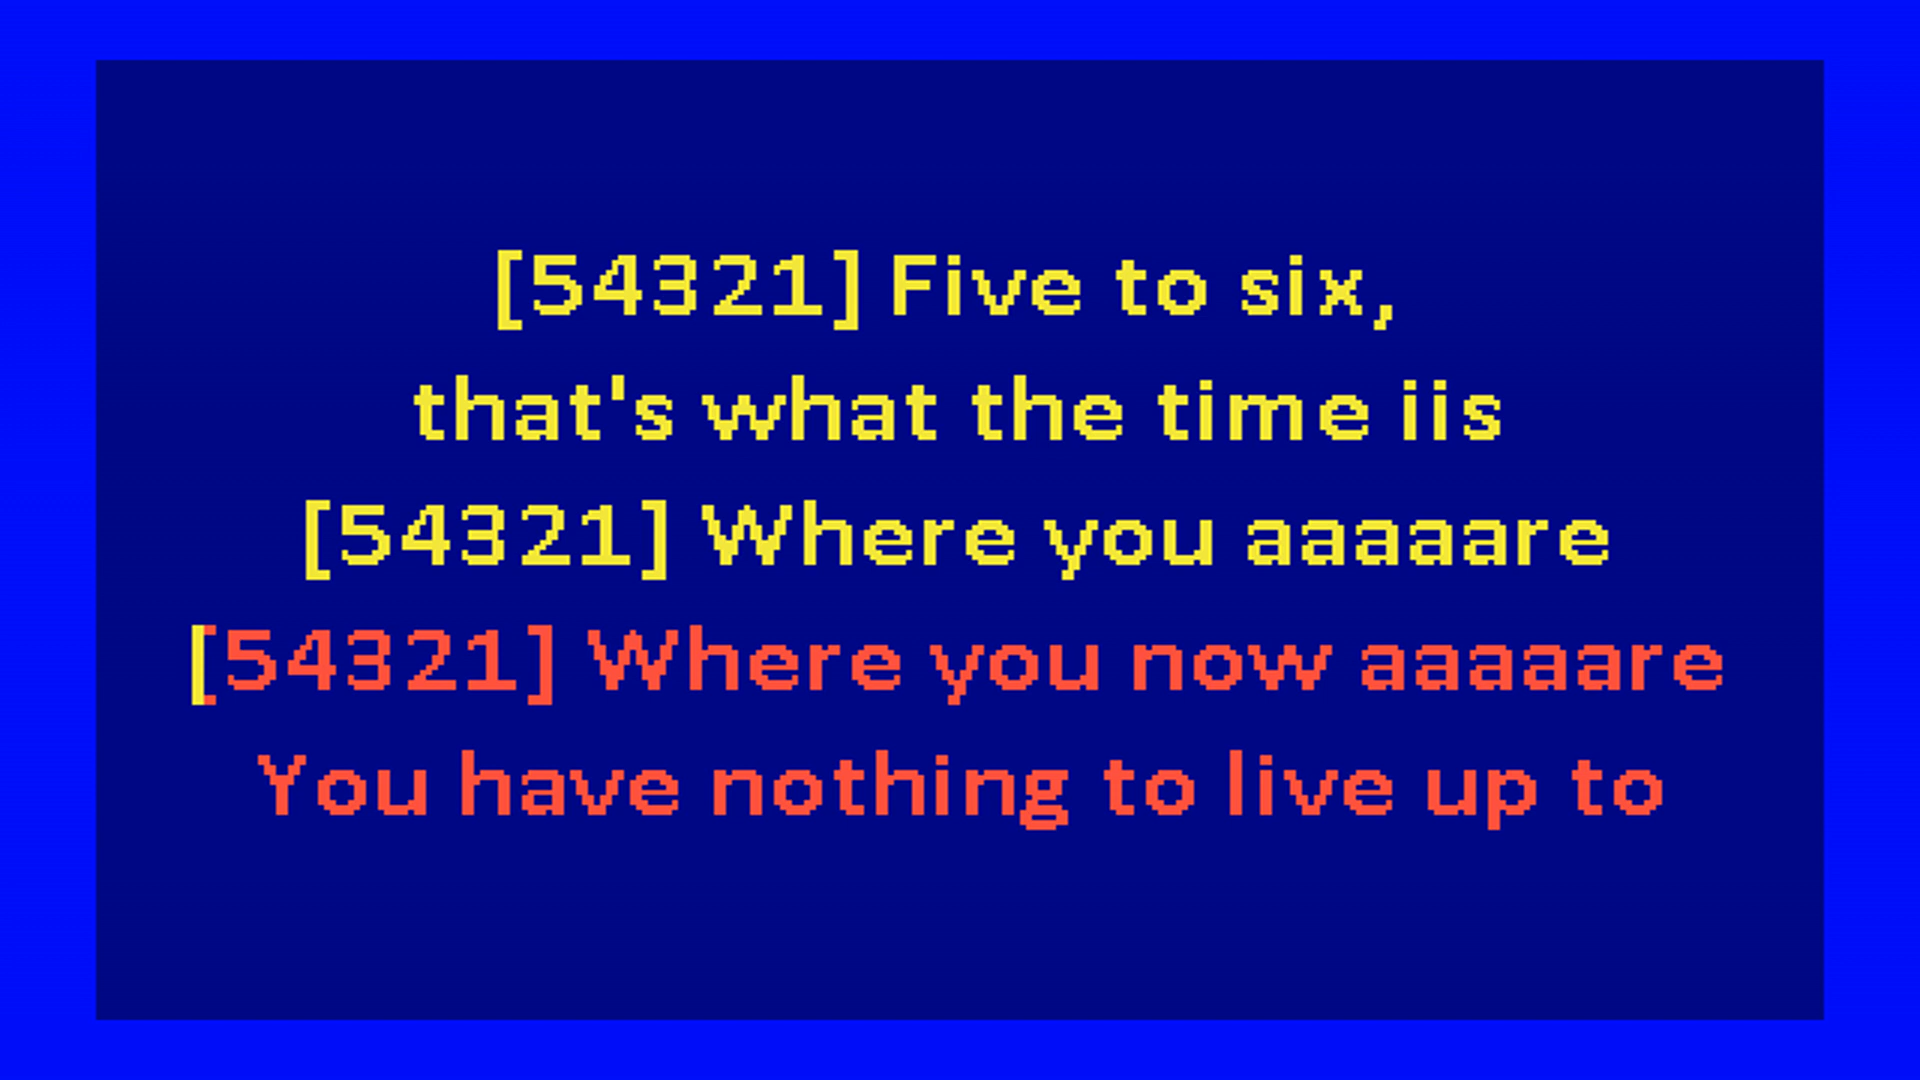 [54321] Five to six,
that's what the time iis
[54321] Where you aaaaare
[54321] Where you now aaaaare
You have nothing to live up to